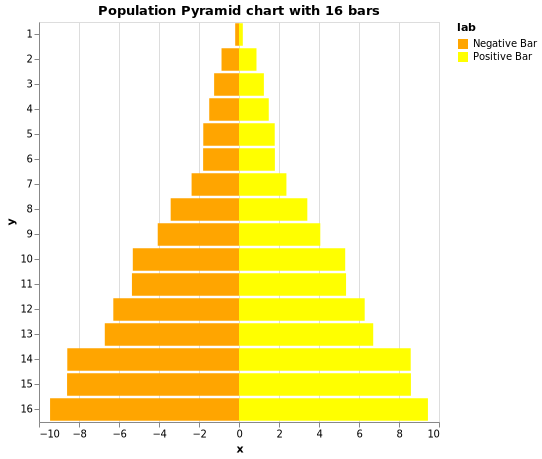 Population Pyramid chart with 16 bars
lab
Negative Bar
Positive Bar
y
1
2
3
4
5
6
7
8
9
10
11
12
13
14
15
16
−10 −8 −6 −4 −2 0 2 4 6 8 10
x